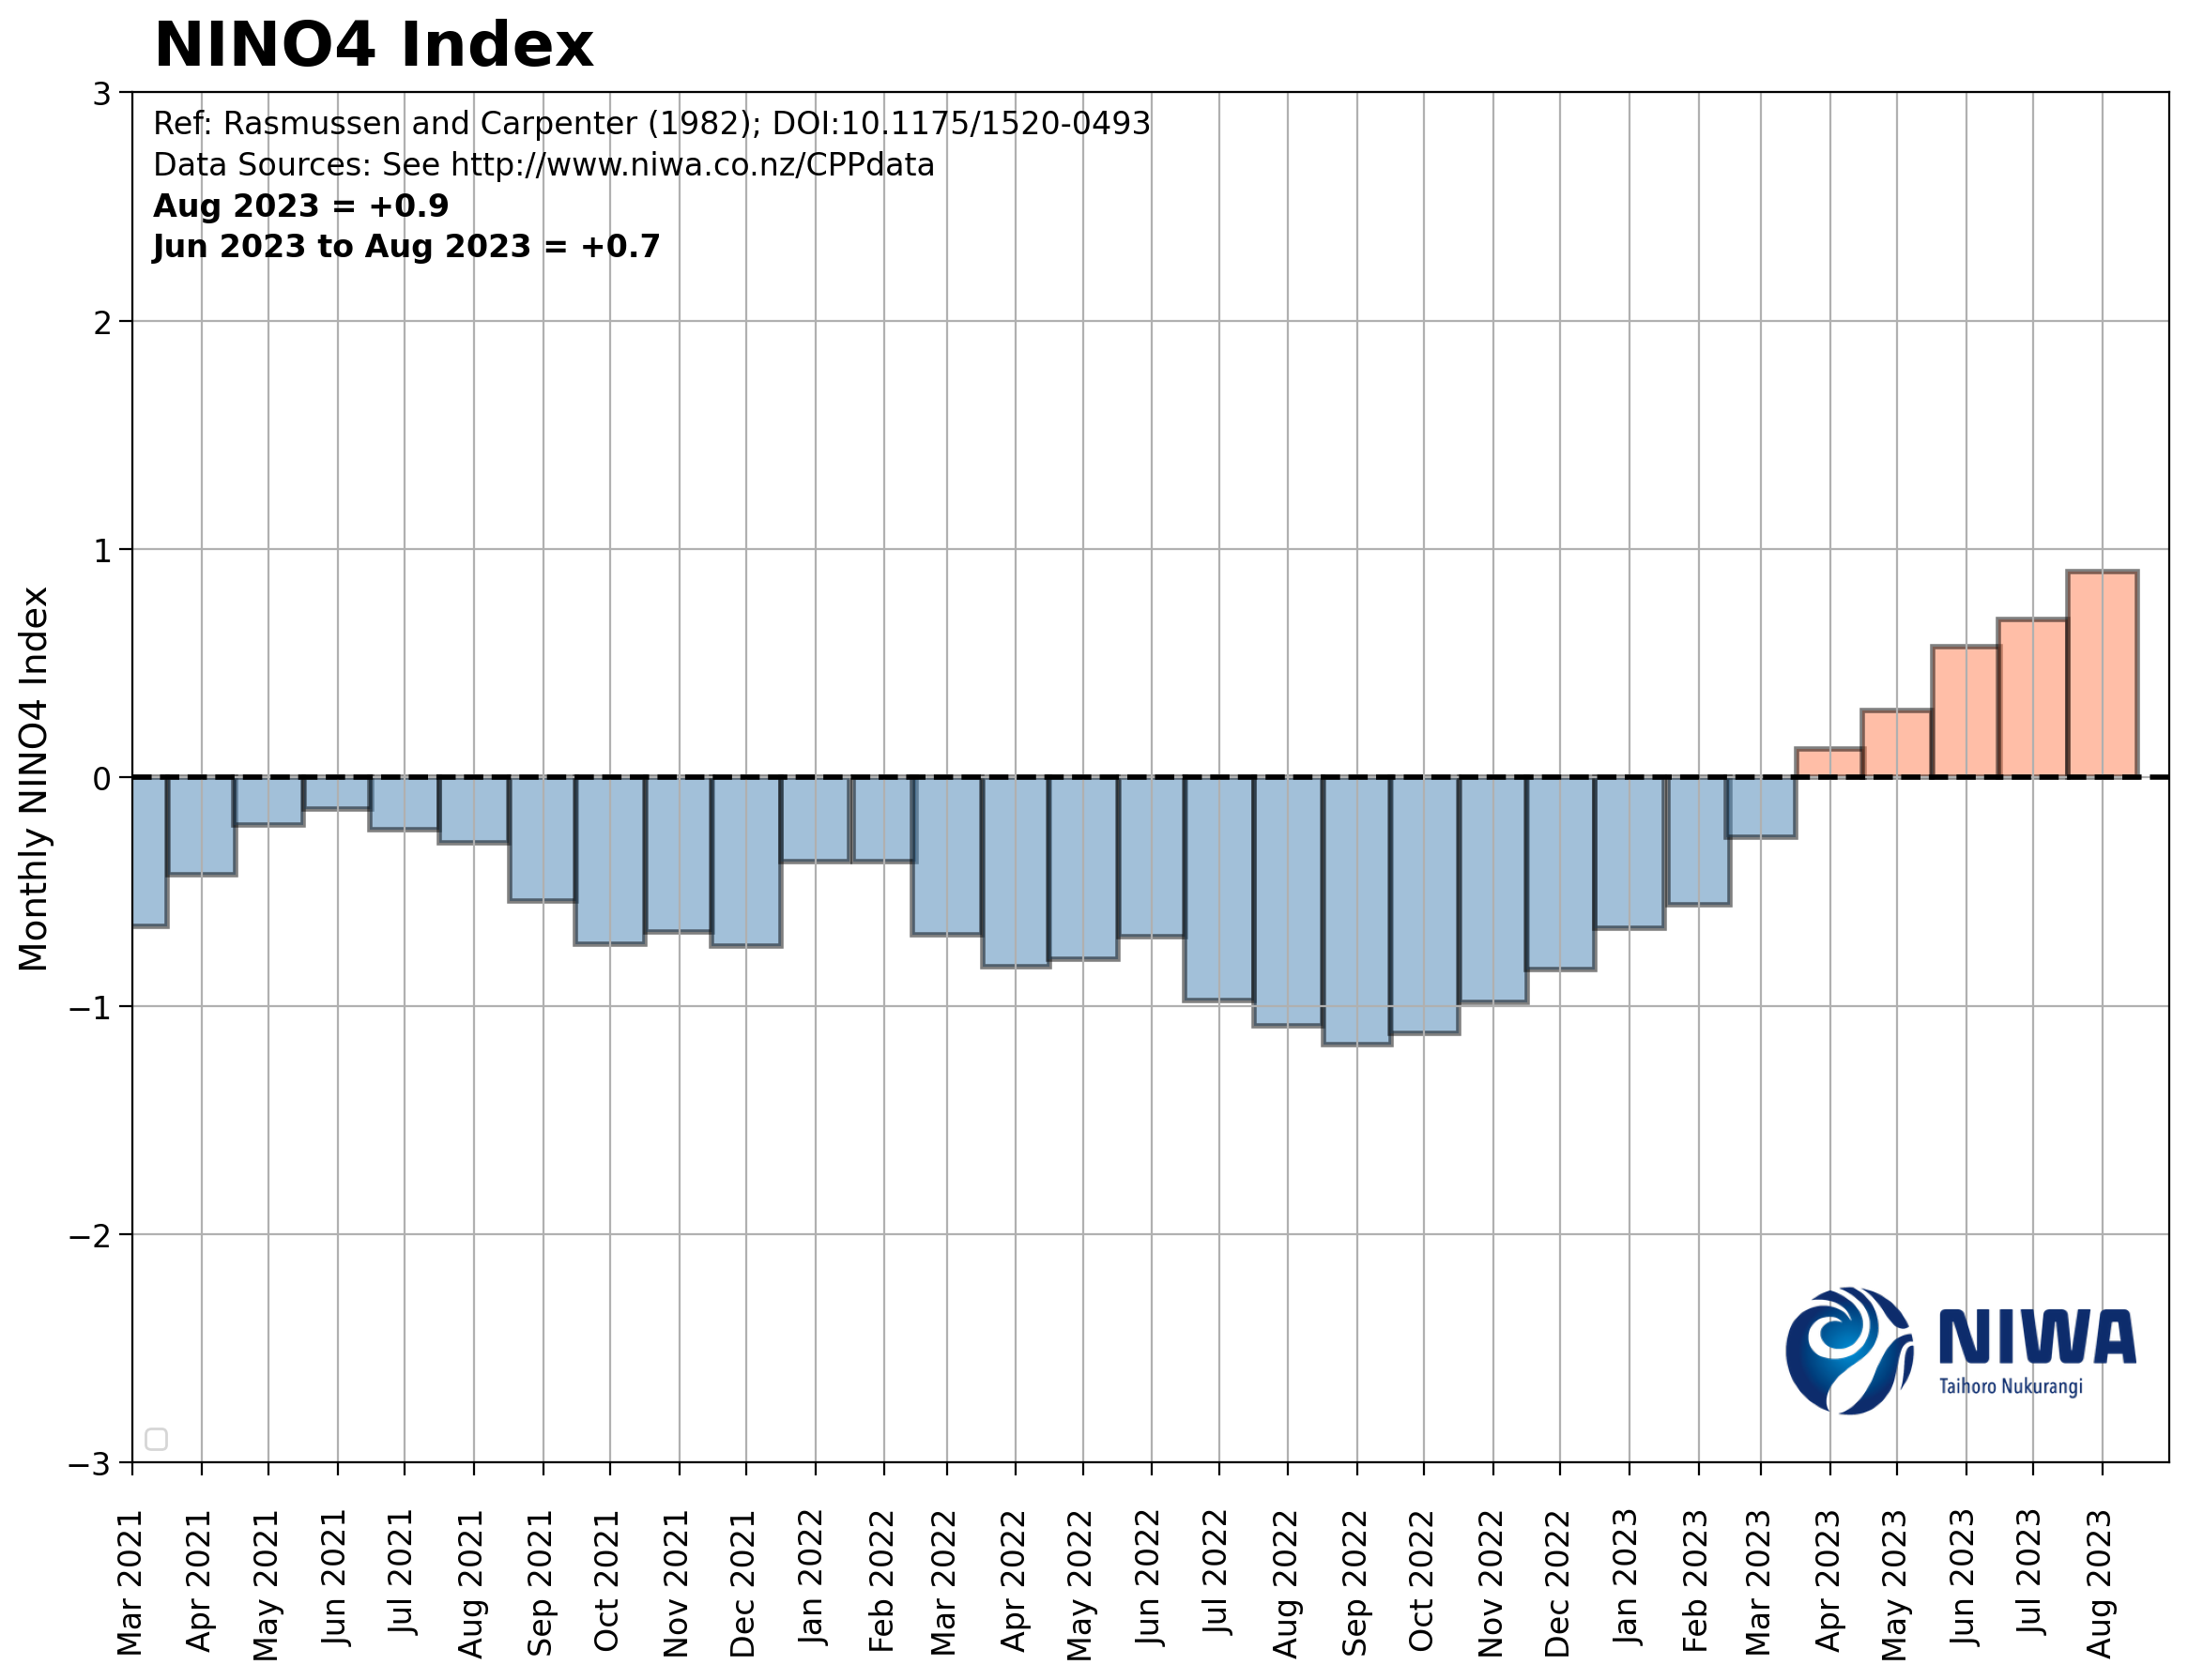 NINO4 Index
Ref: Rasmussen and Carpenter (1982); DOI:10.1175/1520-0493
Data Sources: See http://www.niwa.co.nz/CPPdata
Aug 2023 = +0.9
Jun 2023 to Aug 2023 = +0.7
Monthly NINO4 Index
3
2
1
0
−1
−2
−3
NIWA
Taihoro Nukurangi
Mar 2021
Apr 2021
May 2021
Jun 2021
Jul 2021
Aug 2021
Sep 2021
Oct 2021
Nov 2021
Dec 2021
Jan 2022
Feb 2022
Mar 2022
Apr 2022
May 2022
Jun 2022
Jul 2022
Aug 2022
Sep 2022
Oct 2022
Nov 2022
Dec 2022
Jan 2023
Feb 2023
Mar 2023
Apr 2023
May 2023
Jun 2023
Jul 2023
Aug 2023